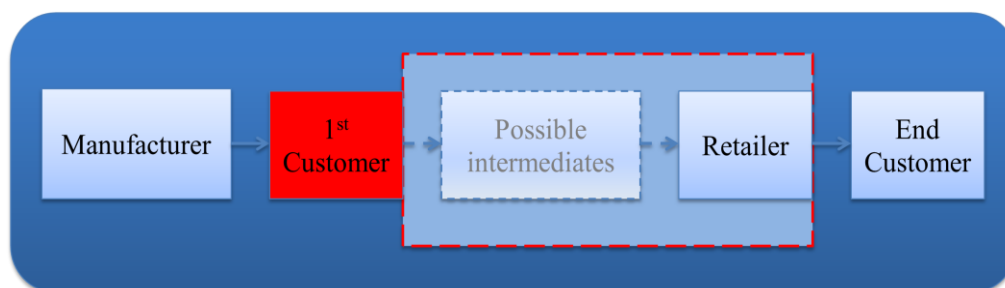 Manufacturer
1st
Customer
Possible
intermediates
Retailer
End
Customer